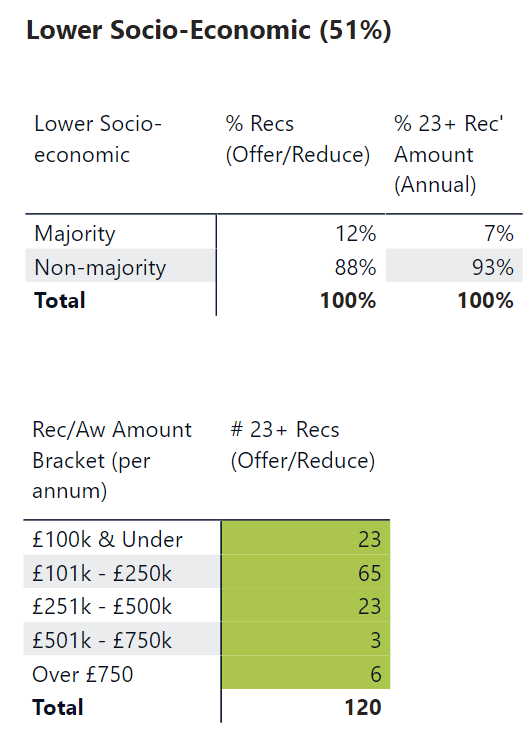 Lower Socio-Economic (51%)
Lower Socio-
economic
% Recs
(Offer/Reduce)
% 23+ Rec'
Amount
(Annual)
Majority 12% 7%
Non-majority 88% 93%
Total 100% 100%
Rec/Aw Amount
Bracket (per
annum)
# 23+ Recs
(Offer/Reduce)
£100k & Under 23
£101k - £250k 65
£251k - £500k 23
£501k - £750k 3
Over £750 6
Total 120